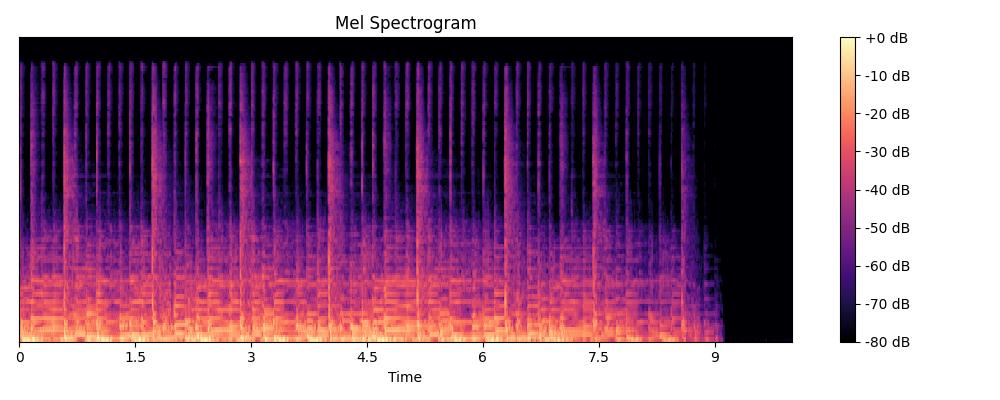 Mel Spectrogram
+0 dB
-10 dB
-20 dB
-30 dB
-40 dB
-50 dB
-60 dB
-70 dB
-80 dB
0 1.5 3 4.5 6 7.5 9
Time